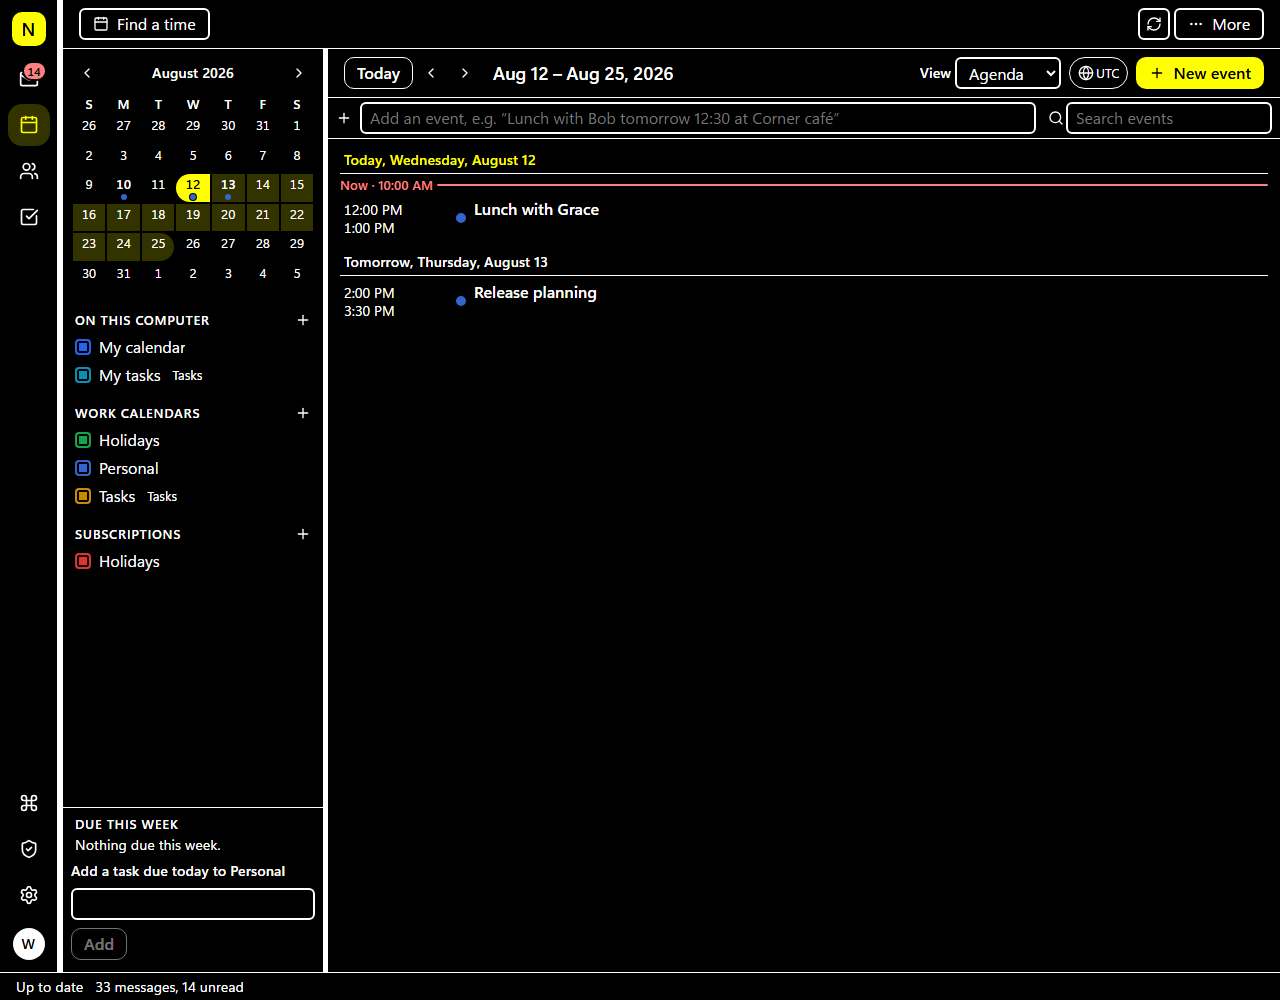 N
Find a time
More
14
August 2026
S M T W T F S
26 27 28 29 30 31 1
2 3 4 5 6 7 8
9 10 11 12 13 14 15
16 17 18 19 20 21 22
23 24 25 26 27 28 29
30 31 1 2 3 4 5
ON THIS COMPUTER
My calendar
My tasks Tasks
WORK CALENDARS
Holidays
Personal
Tasks Tasks
SUBSCRIPTIONS
Holidays
DUE THIS WEEK
Nothing due this week.
Add a task due today to Personal
Add
W
Today
Aug 12 – Aug 25, 2026
View Agenda UTC New event
Add an event, e.g. “Lunch with Bob tomorrow 12:30 at Corner café”
Search events
Today, Wednesday, August 12
Now · 10:00 AM
12:00 PM Lunch with Grace
1:00 PM
Tomorrow, Thursday, August 13
2:00 PM Release planning
3:30 PM
Up to date 33 messages, 14 unread